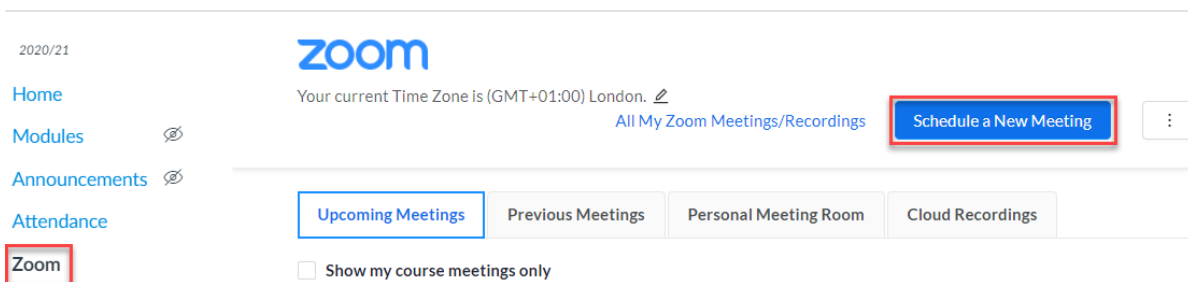 2020/21
Home
Modules
Announcements
Attendance
Zoom
zoom
Your current Time Zone is (GMT+01:00) London.
All My Zoom Meetings/Recordings
Schedule a New Meeting
Upcoming Meetings
Previous Meetings
Personal Meeting Room
Cloud Recordings
Show my course meetings only